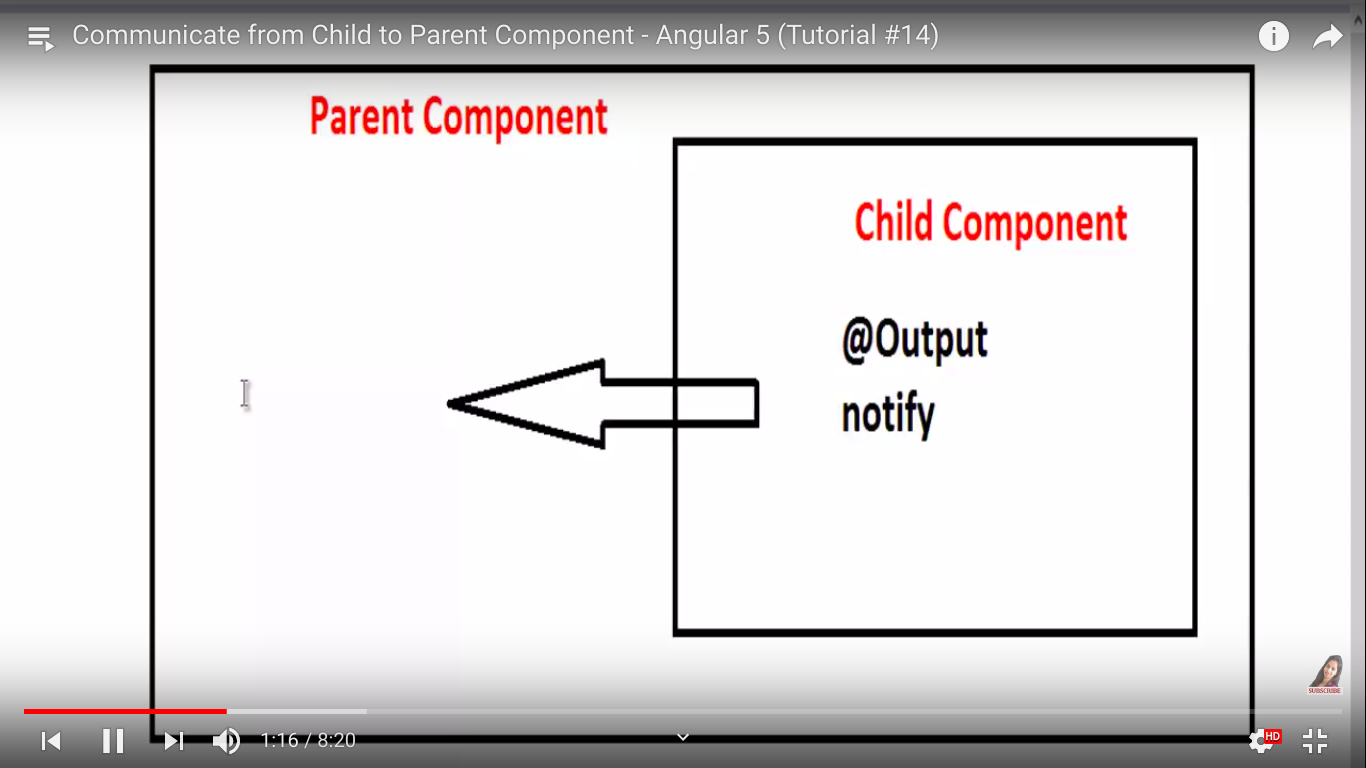 Communicate from Child to Parent Component - Angular 5 (Tutorial #14)
Parent Component
Child Component
@Output
notify
SUBSCRIBE
1:16 / 8:20
HD